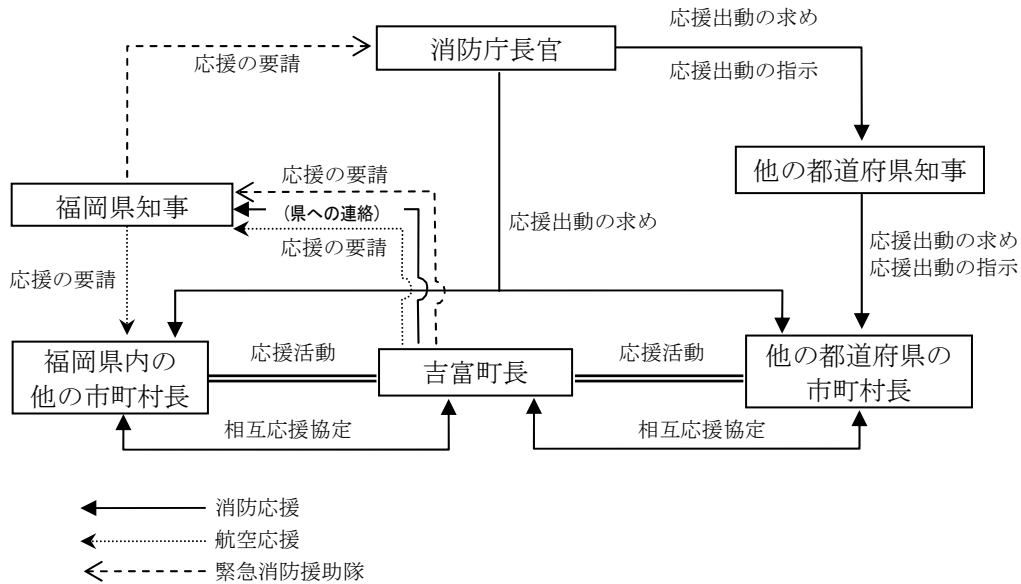 応援出動の求め
消防庁長官
応援の要請
応援出動の指示
他の都道府県知事
応援の要請
福岡県知事
(県への連絡)
応援出動の求め
応援の要請
応援出動の求め
応援出動の指示
応援の要請
福岡県内の
他の市町村長
応援活動
吉富町長
応援活動
他の都道府県の
市町村長
相互応援協定
相互応援協定
消防応援
航空応援
緊急消防援助隊